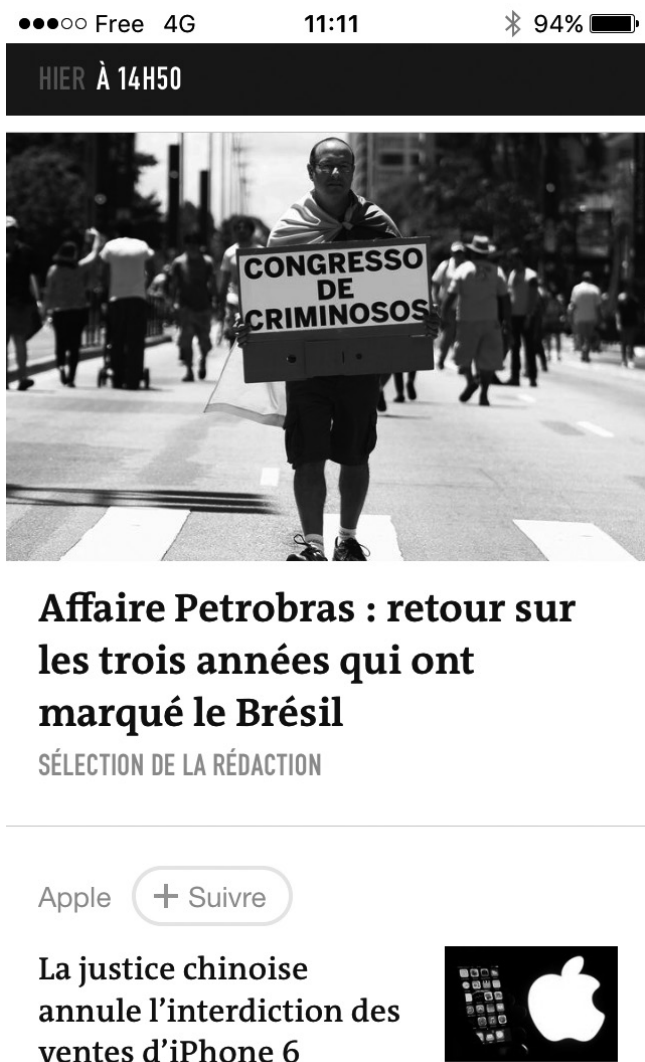 Free 4G 11:11 94%
HIER À 14H50
CONGRESSO
DE
CRIMINOSOS
Affaire Petrobras : retour sur
les trois années qui ont
marqué le Brésil
SÉLECTION DE LA RÉDACTION
Apple + Suivre
La justice chinoise
annule l’interdiction des
ventes d’iPhone 6